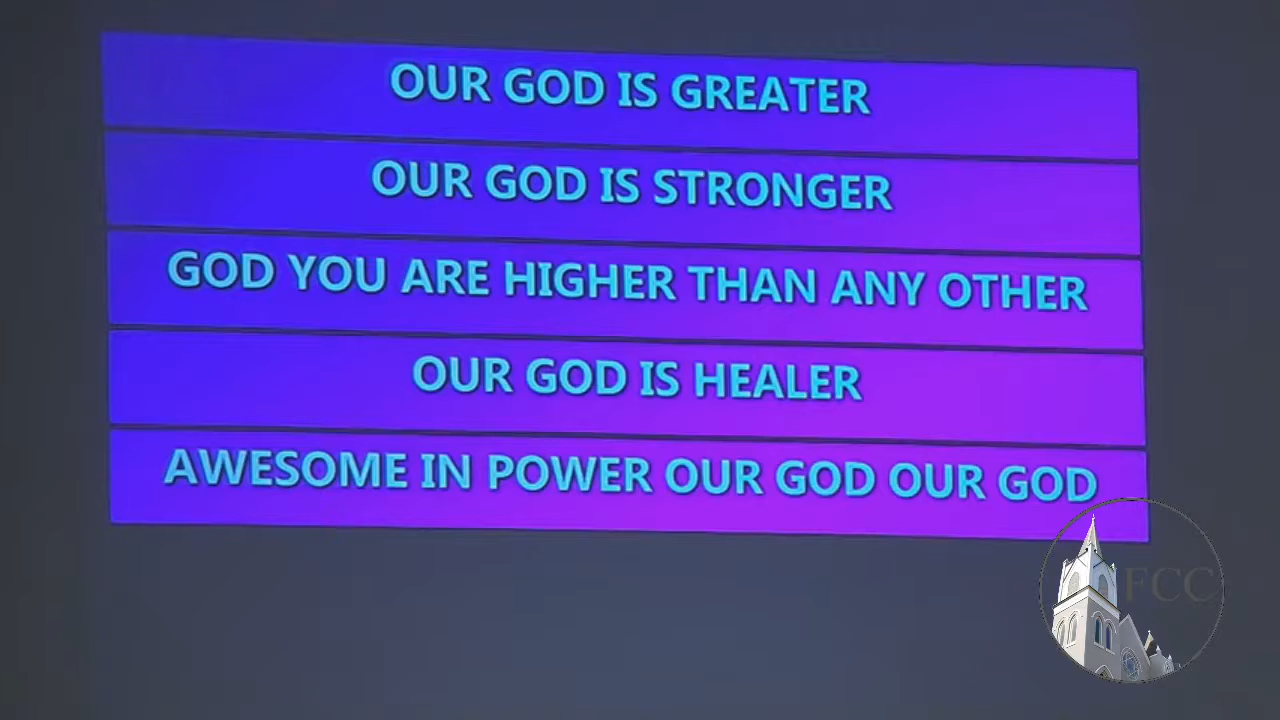 OUR GOD IS GREATER
OUR GOD IS STRONGER
GOD YOU ARE HIGHER THAN ANY OTHER
OUR GOD IS HEALER
AWESOME IN POWER OUR GOD OUR GOD
FCC